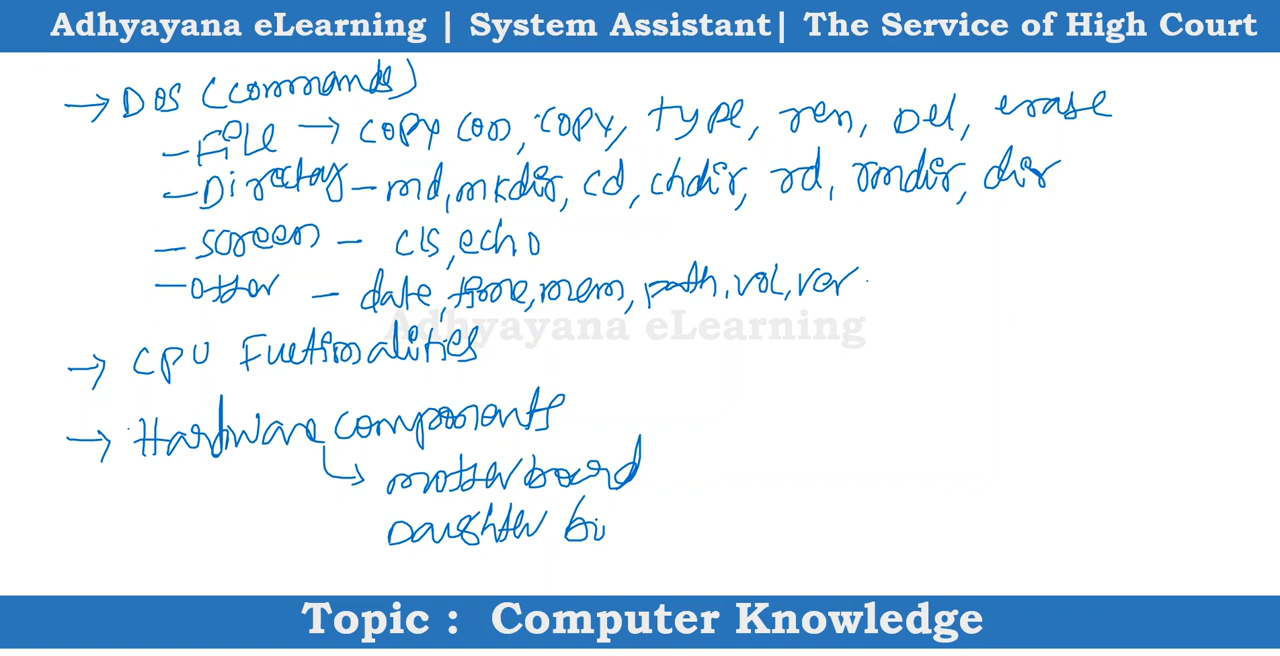 Adhyayana eLearning | System Assistant| The Service of High Court
→ DOS (commands)
- FILE → COPY CON, COPY, type, ren, Del, erase
- Directory - md, mkdir, cd, chdir, rd, rmdir, dir
- screen - cls, echo
- other - date, time, mem, path, vol, ver
Adhyayana eLearning
→ CPU Fuctionalities
→ Hardware components
motherboard
Daughter
Topic : Computer Knowledge